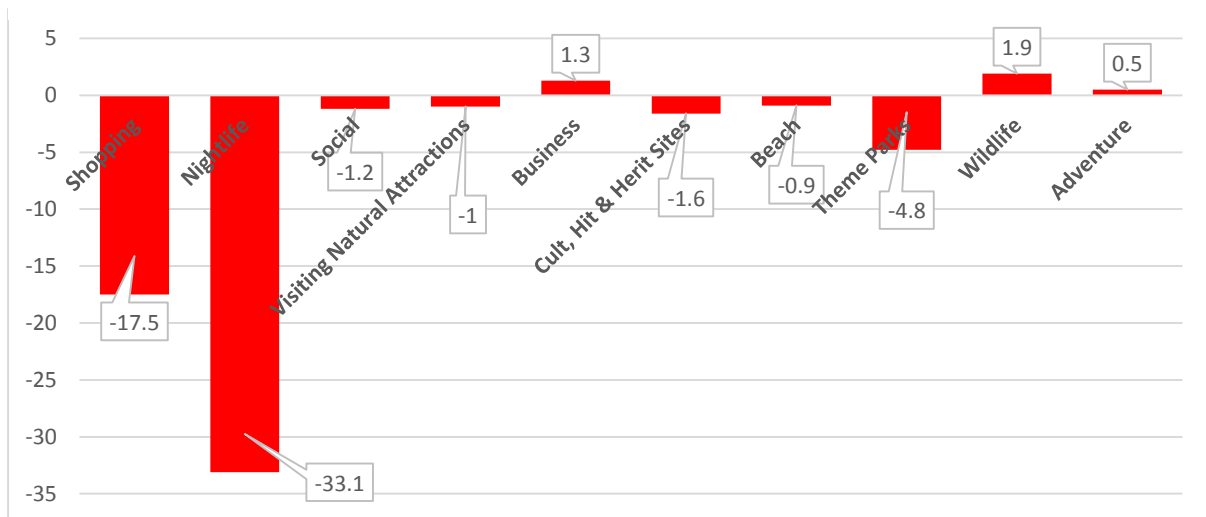 5
0
-5
-10
-15
-20
-25
-30
-35
Shopping
Nightlife
Social
Visiting Natural Attractions
Business
Cult, Hit & Herit Sites
Beach
Theme Parks
Wildlife
Adventure
-17.5
-33.1
-1.2
-1
1.3
-1.6
-0.9
-4.8
1.9
0.5